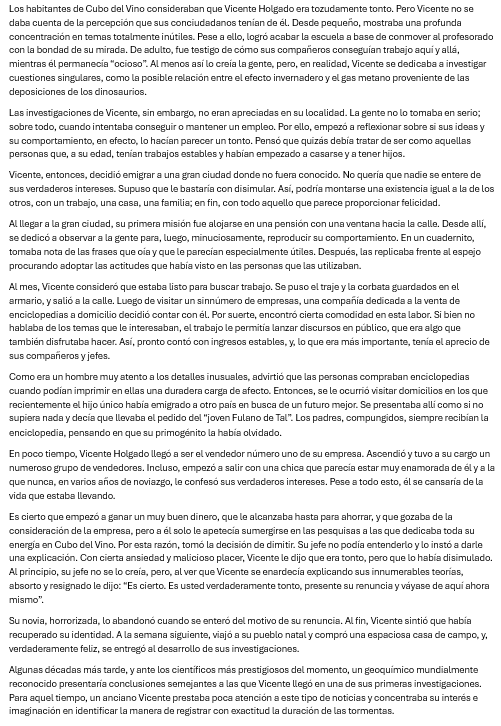 Los habitantes de Cubo del Vino consideraban que Vicente Holgado era tozudamente tonto. Pero Vicente no se
daba cuenta de la percepción que sus conciudadanos tenían de él. Desde pequeño, mostraba una profunda
concentración en temas totalmente inútiles. Pese a ello, logró acabar la escuela a base de conmover al profesorado
con la bondad de su mirada. De adulto, fue testigo de cómo sus compañeros conseguían trabajo aquí y allá,
mientras él permanecía “ocioso”. Al menos así lo creía la gente, pero, en realidad, Vicente se dedicaba a investigar
cuestiones singulares, como la posible relación entre el efecto invernadero y el gas metano proveniente de las
deposiciones de los dinosaurios.
Las investigaciones de Vicente, sin embargo, no eran apreciadas en su localidad. La gente no lo tomaba en serio;
sobre todo, cuando intentaba conseguir o mantener un empleo. Por ello, empezó a reflexionar sobre si sus ideas y
su comportamiento, en efecto, lo hacían parecer un tonto. Pensó que quizás debía tratar de ser como aquellas
personas que, a su edad, tenían trabajos estables y habían empezado a casarse y a tener hijos.
Vicente, entonces, decidió emigrar a una gran ciudad donde no fuera conocido. No quería que nadie se entere de
sus verdaderos intereses. Supuso que le bastaría con disimular. Así, podría montarse una existencia igual a la de los
otros, con un trabajo, una casa, una familia; en fin, con todo aquello que parece proporcionar felicidad.
Al llegar a la gran ciudad, su primera misión fue alojarse en una pensión con una ventana hacia la calle. Desde allí,
se dedicó a observar a la gente para, luego, minuciosamente, reproducir su comportamiento. En un cuadernito,
tomaba nota de las frases que oía y que le parecían especialmente útiles. Después, las replicaba frente al espejo
procurando adoptar las actitudes que había visto en las personas que las utilizaban.
Al mes, Vicente consideró que estaba listo para buscar trabajo. Se puso el traje y la corbata guardados en el
armario, y salió a la calle. Luego de visitar un sinnúmero de empresas, una compañía dedicada a la venta de
enciclopedias a domicilio decidió contar con él. Por suerte, encontró cierta comodidad en esta labor. Si bien no
hablaba de los temas que le interesaban, el trabajo le permitía lanzar discursos en público, que era algo que
también disfrutaba hacer. Así, pronto contó con ingresos estables, y, lo que era más importante, tenía el aprecio de
sus compañeros y jefes.
Como era un hombre muy atento a los detalles inusuales, advirtió que las personas compraban enciclopedias
cuando podían imprimir en ellas una duradera carga de afecto. Entonces, se le ocurrió visitar domicilios en los que
recientemente el hijo único había emigrado a otro país en busca de un futuro mejor. Se presentaba allí como si no
supiera nada y decía que llevaba el pedido del “joven Fulano de Tal”. Los padres, compungidos, siempre recibían la
enciclopedia, pensando en que su primogénito la había olvidado.
En poco tiempo, Vicente Holgado llegó a ser el vendedor número uno de su empresa. Ascendió y tuvo a su cargo un
numeroso grupo de vendedores. Incluso, empezó a salir con una chica que parecía estar muy enamorada de él y a la
que nunca, en varios años de noviazgo, le confesó sus verdaderos intereses. Pese a todo esto, él se cansaría de la
vida que estaba llevando.
Es cierto que empezó a ganar un muy buen dinero, que le alcanzaba hasta para ahorrar, y que gozaba de la
consideración de la empresa, pero a él solo le apetecía sumergirse en las pesquisas a las que dedicaba toda su
energía en Cubo del Vino. Por esta razón, tomó la decisión de dimitir. Su jefe no podía entenderlo y lo instó a darle
una explicación. Con cierta ansiedad y malicioso placer, Vicente le dijo que era tonto, pero que lo había disimulado.
Al principio, su jefe no se lo creía, pero, al ver que Vicente se enardecía explicando sus innumerables teorías,
absorto y resignado le dijo: “Es cierto. Es usted verdaderamente tonto, presente su renuncia y váyase de aquí ahora
mismo”.
Su novia, horrorizada, lo abandonó cuando se enteró del motivo de su renuncia. Al fin, Vicente sintió que había
recuperado su identidad. A la semana siguiente, viajó a su pueblo natal y compró una espaciosa casa de campo, y,
verdaderamente feliz, se entregó al desarrollo de sus investigaciones.
Algunas décadas más tarde, y ante los científicos más prestigiosos del momento, un geoquímico mundialmente
reconocido presentaría conclusiones semejantes a las que Vicente llegó en una de sus primeras investigaciones.
Para aquel tiempo, un anciano Vicente prestaba poca atención a este tipo de noticias y concentraba su interés e
imaginación en identificar la manera de registrar con exactitud la duración de las tormentas.